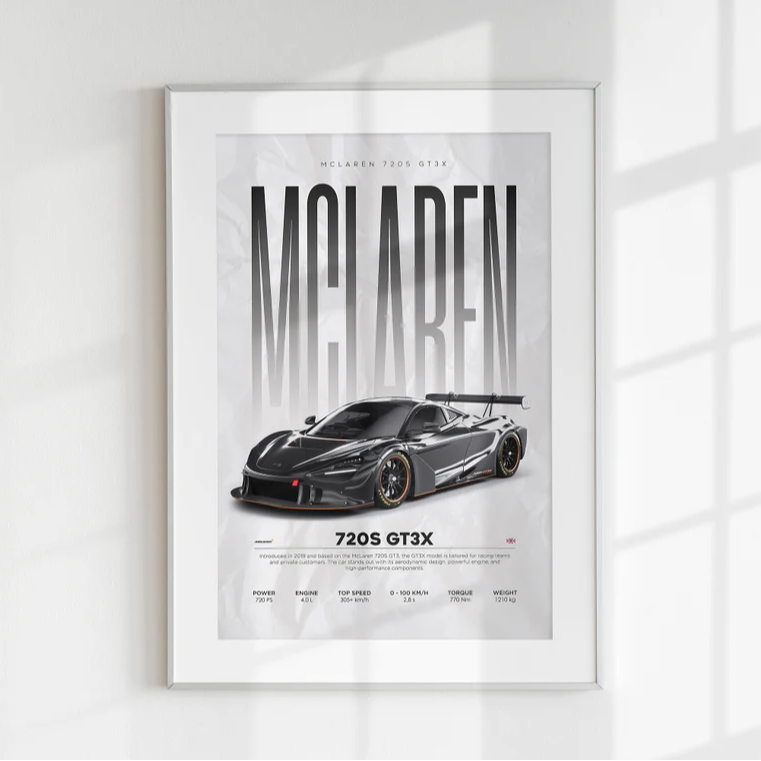 MCLAREN 720S GT3X
MCLAREN
720S GT3X
Introduced in 2019 and based on the McLaren 720S GT3, the GT3X model is tailored for racing teams
and private customers. The car stands out with its aerodynamic design, powerful engine, and
high-performance components.
POWER ENGINE TOP SPEED 0 - 100 KM/H TORQUE WEIGHT
720 PS 4.0 L 305+ km/h 2,8 s 770 Nm 1210 kg